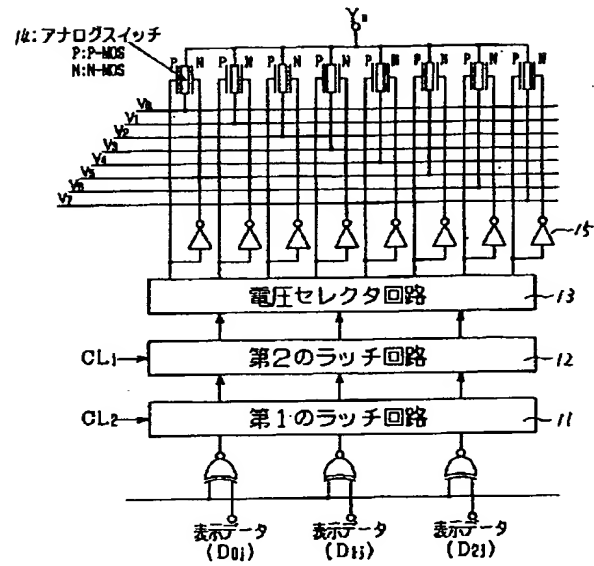 Yn
14:アナログスイッチ
P:P-MOS
N:N-MOS
P N P N P N P N P N P N P N P N
V0
V1
V2
V3
V4
V5
V6
V7
15
電圧セレクタ回路
13
CL1
第2のラッチ回路
12
CL2
第1のラッチ回路
11
表示データ 表示データ 表示データ
(D0j) (D1j) (D2j)